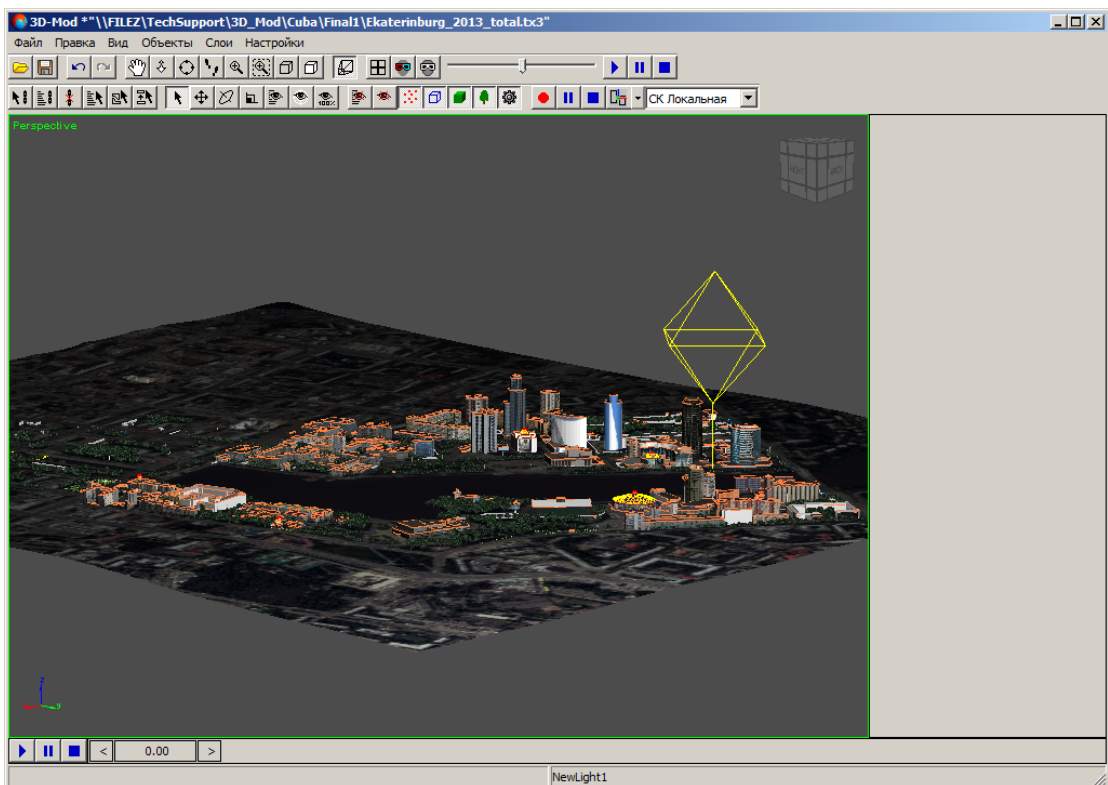 3D-Mod *"\\FILEZ\TechSupport\3D_Mod\Cuba\Final1\Ekaterinburg_2013_total.tx3"
Файл Правка Вид Объекты Слои Настройки
100%
СК Локальная
Perspective
z
y
< 0.00 >
NewLight1